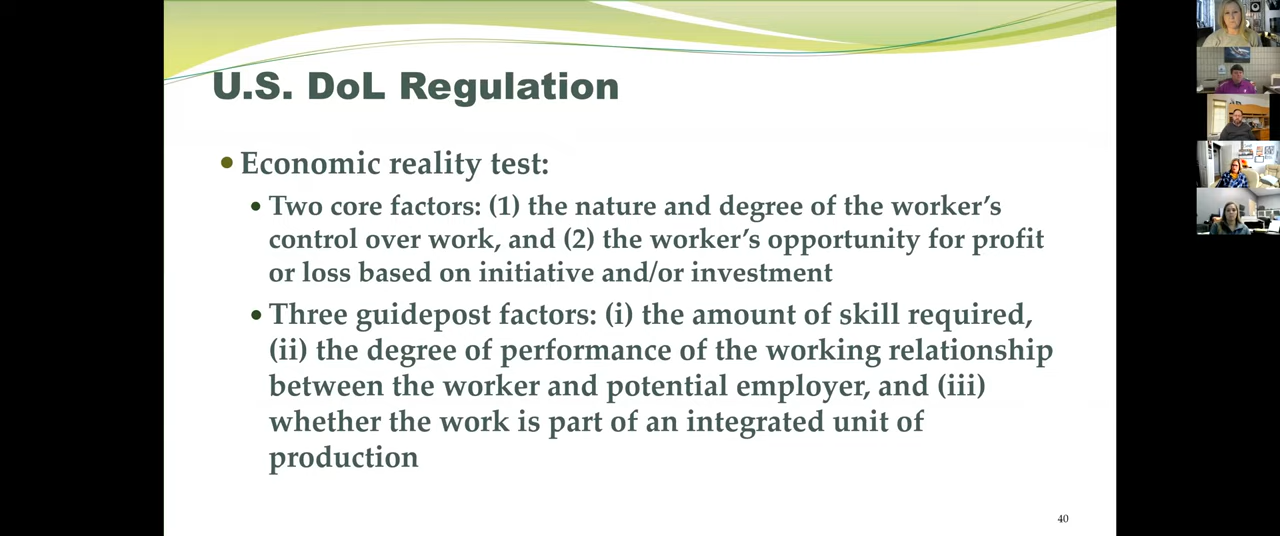 U.S. DoL Regulation
• Economic reality test:
• Two core factors: (1) the nature and degree of the worker’s
control over work, and (2) the worker’s opportunity for profit
or loss based on initiative and/or investment
• Three guidepost factors: (i) the amount of skill required,
(ii) the degree of performance of the working relationship
between the worker and potential employer, and (iii)
whether the work is part of an integrated unit of
production
40